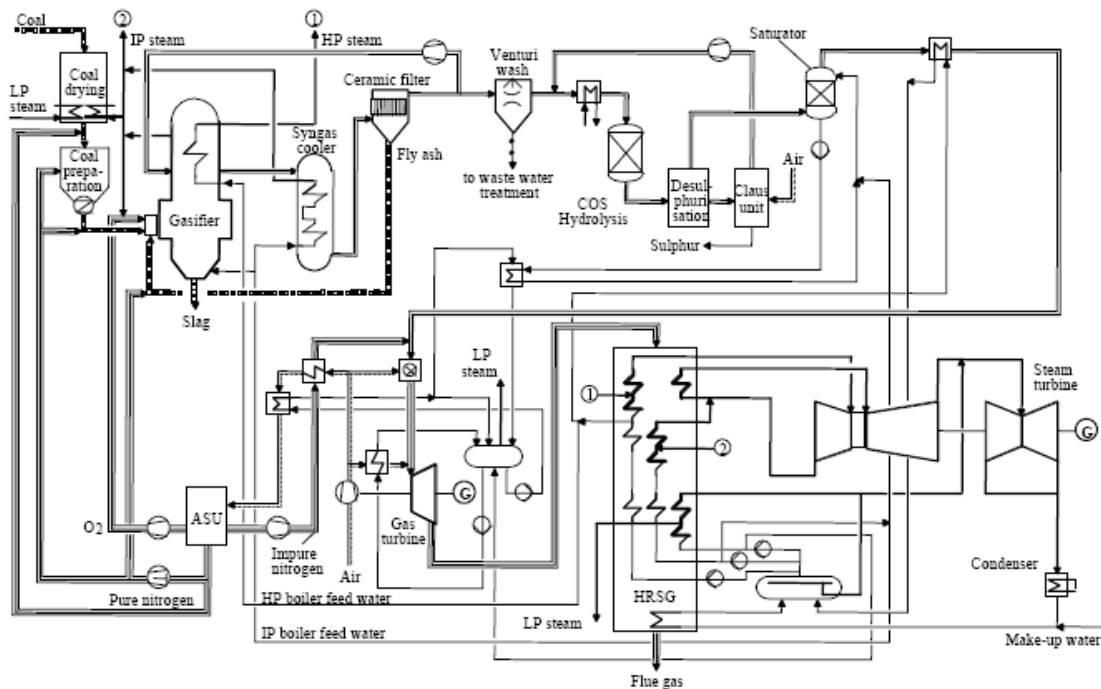 Coal
②
IP steam
①
HP steam
Coal
drying
LP
steam
Coal
prepa-
ration
Gasifier
Slag
Syngas
cooler
Ceramic filter
Fly ash
Venturi
wash
to waste water
treatment
COS
Hydrolysis
Desul-
phuri-
sation
Claus
unit
Sulphur
Air
Saturator
LP
steam
①
②
Steam
turbine
G
G
Gas
turbine
O2
ASU
Impure
nitrogen
Air
Pure nitrogen
HP boiler feed water
IP boiler feed water
HRSG
LP steam
Flue gas
Condenser
Make-up water